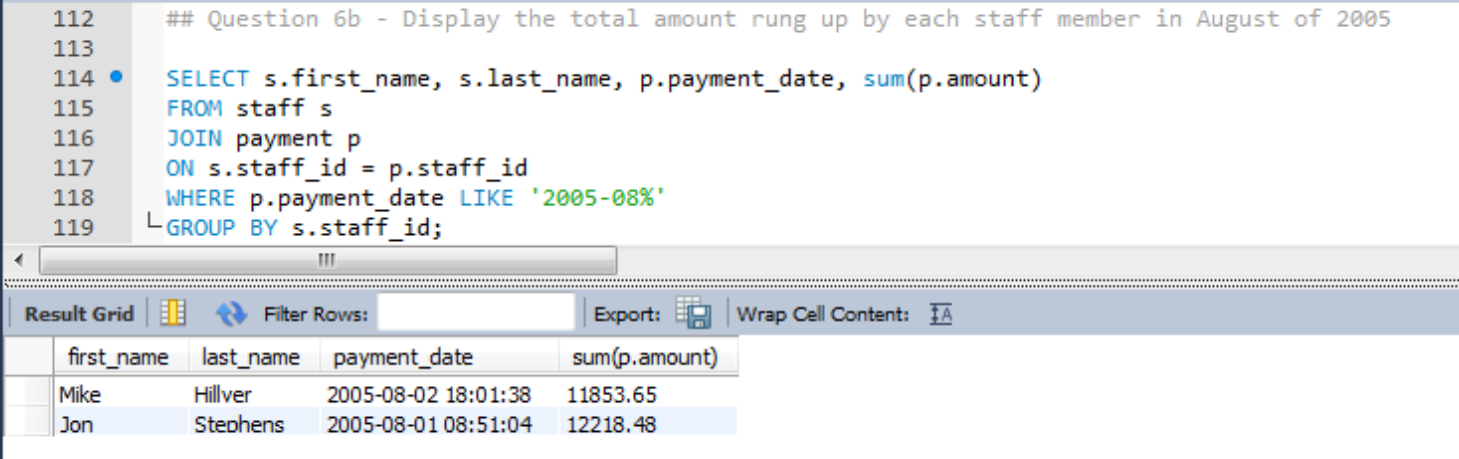 112 ## Question 6b - Display the total amount rung up by each staff member in August of 2005
113
114 SELECT s.first_name, s.last_name, p.payment_date, sum(p.amount)
115 FROM staff s
116 JOIN payment p
117 ON s.staff_id = p.staff_id
118 WHERE p.payment_date LIKE '2005-08%'
119 GROUP BY s.staff_id;
Result Grid Filter Rows: Export: Wrap Cell Content: IA
first_name last_name payment_date sum(p.amount)
Mike Hillyer 2005-08-02 18:01:38 11853.65
Jon Stephens 2005-08-01 08:51:04 12218.48